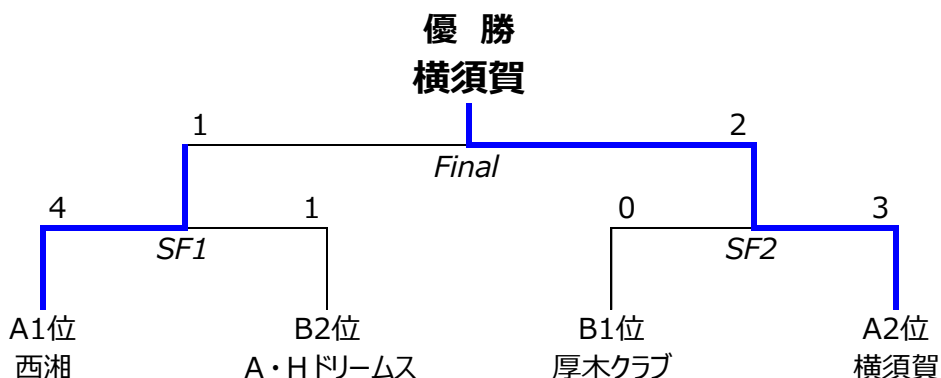 優 勝
横須賀
1 2
Final
4 1 0 3
SF1 SF2
A1位 B2位 B1位 A2位
西湘 A・Hドリームス 厚木クラブ 横須賀